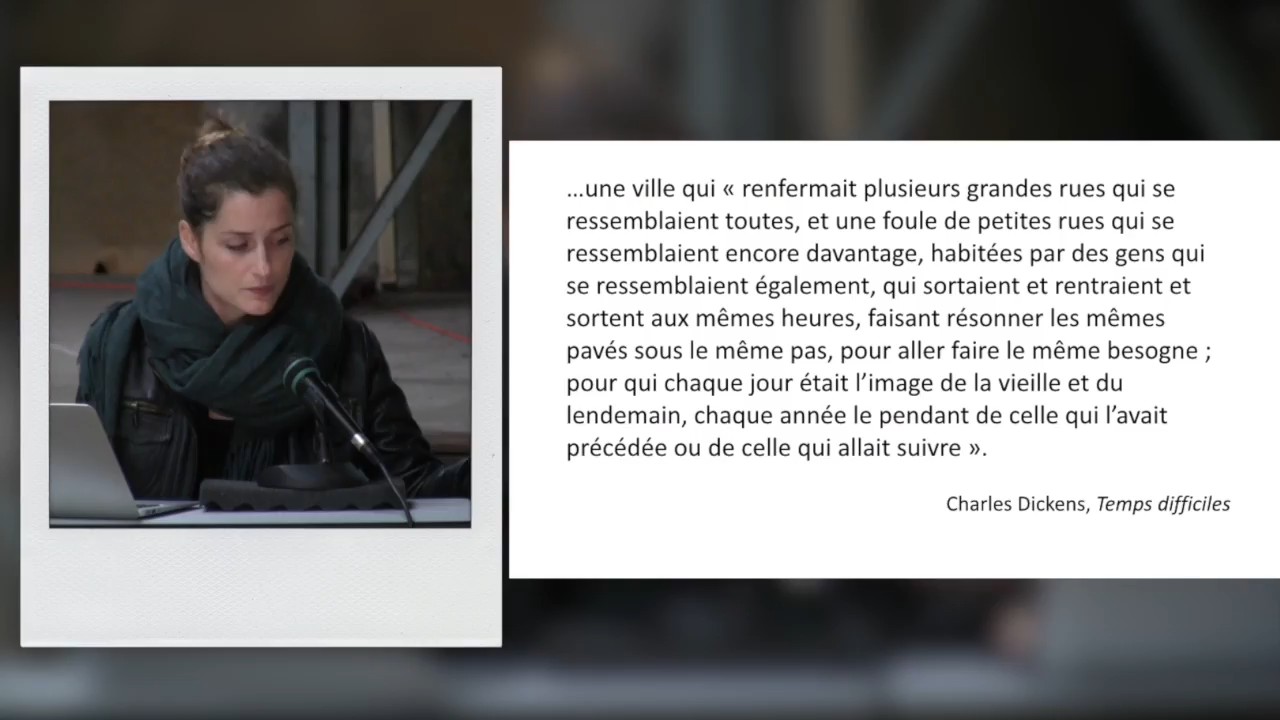 …une ville qui « renfermait plusieurs grandes rues qui se
ressemblaient toutes, et une foule de petites rues qui se
ressemblaient encore davantage, habitées par des gens qui
se ressemblaient également, qui sortaient et rentraient et
sortent aux mêmes heures, faisant résonner les mêmes
pavés sous le même pas, pour aller faire le même besogne ;
pour qui chaque jour était l’image de la vieille et du
lendemain, chaque année le pendant de celle qui l’avait
précédée ou de celle qui allait suivre ».
Charles Dickens, Temps difficiles